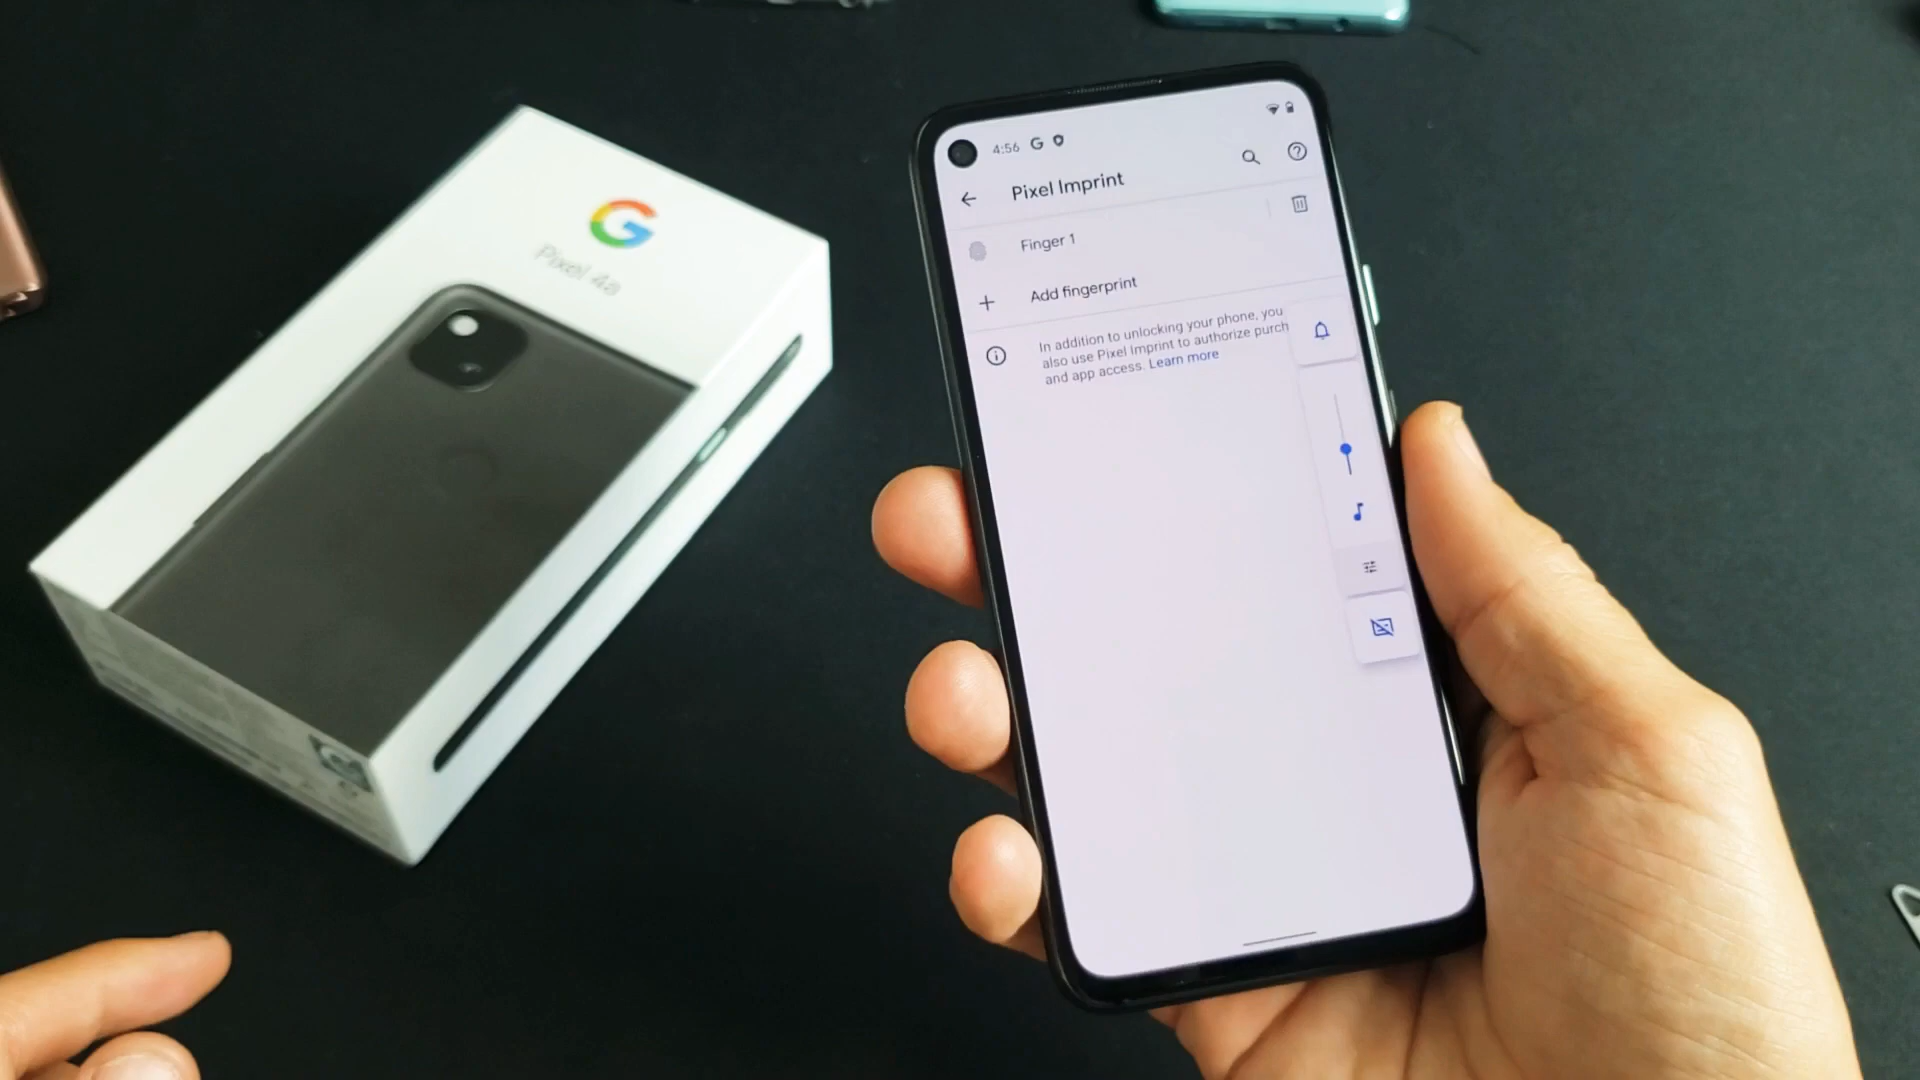 Pixel 4a
4:56
Pixel Imprint
Finger 1
Add fingerprint
In addition to unlocking your phone, you
also use Pixel Imprint to authorize purch
and app access. Learn more